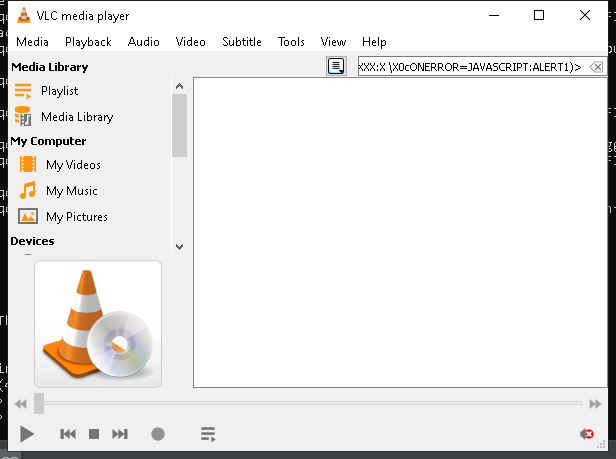 VLC media player
Media Playback Audio Video Subtitle Tools View Help
Media Library
XXX:X \X0cONERROR=JAVASCRIPT:ALERT1)>
Playlist
Media Library
My Computer
My Videos
My Music
My Pictures
Devices